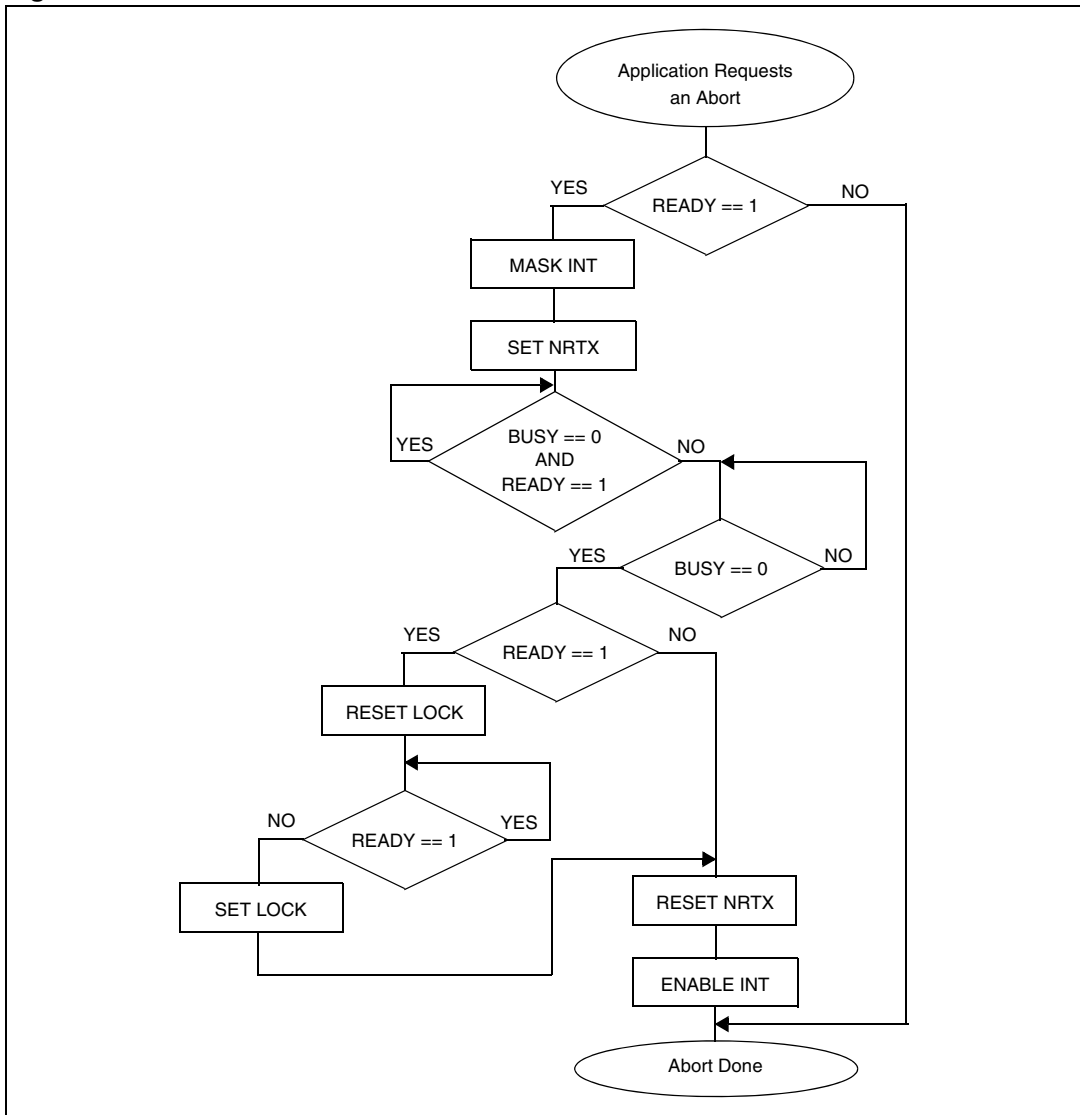 Application Requests
an Abort
YES
NO
READY == 1
MASK INT
SET NRTX
YES
BUSY == 0
AND
READY == 1
NO
YES
BUSY == 0
NO
YES
READY == 1
NO
RESET LOCK
NO
READY == 1
YES
SET LOCK
RESET NRTX
ENABLE INT
Abort Done